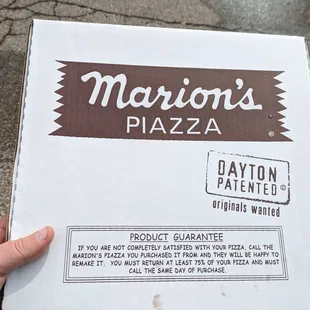 Marion's
PIAZZA ®
DAYTON
PATENTED ©
originals wanted
PRODUCT GUARANTEE
IF YOU ARE NOT COMPLETELY SATISFIED WITH YOUR PIZZA, CALL THE
MARION'S PIAZZA YOU PURCHASED IT FROM AND THEY WILL BE HAPPY TO
REMAKE IT. YOU MUST RETURN AT LEAST 75% OF YOUR PIZZA AND MUST
CALL THE SAME DAY OF PURCHASE.